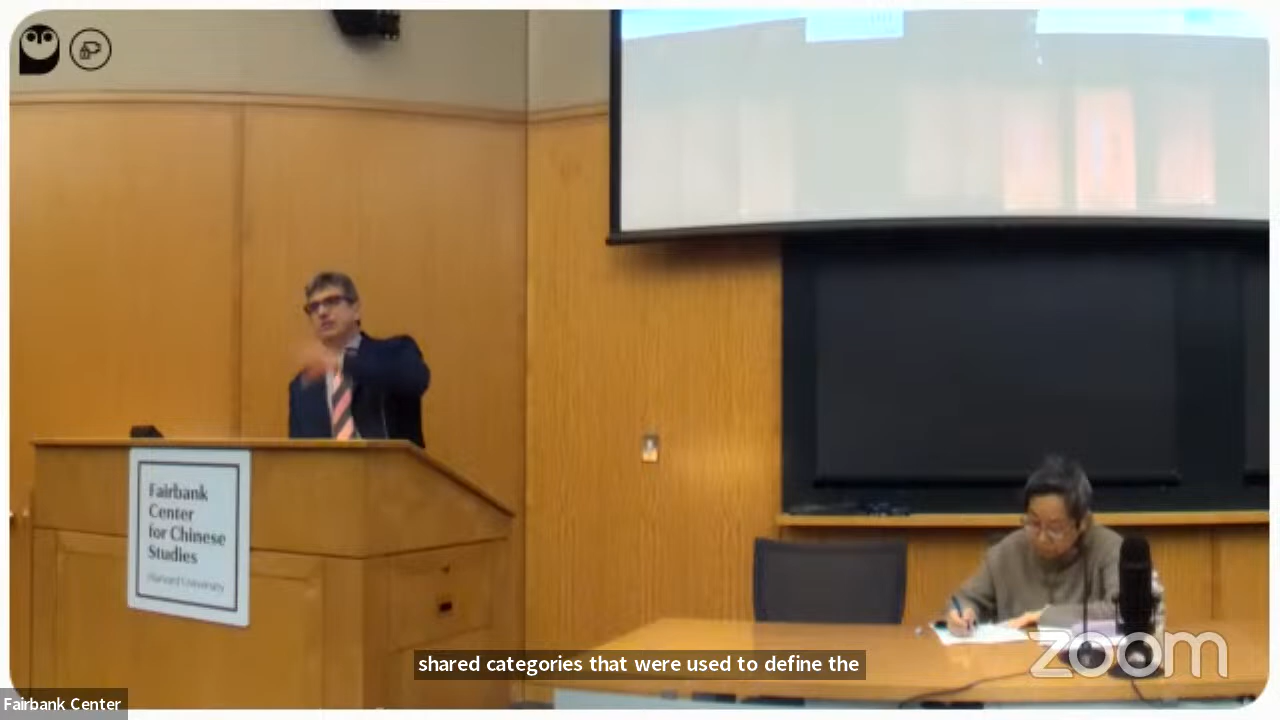 Fairbank
Center
for Chinese
Studies
Harvard University
shared categories that were used to define the
zoom
Fairbank Center